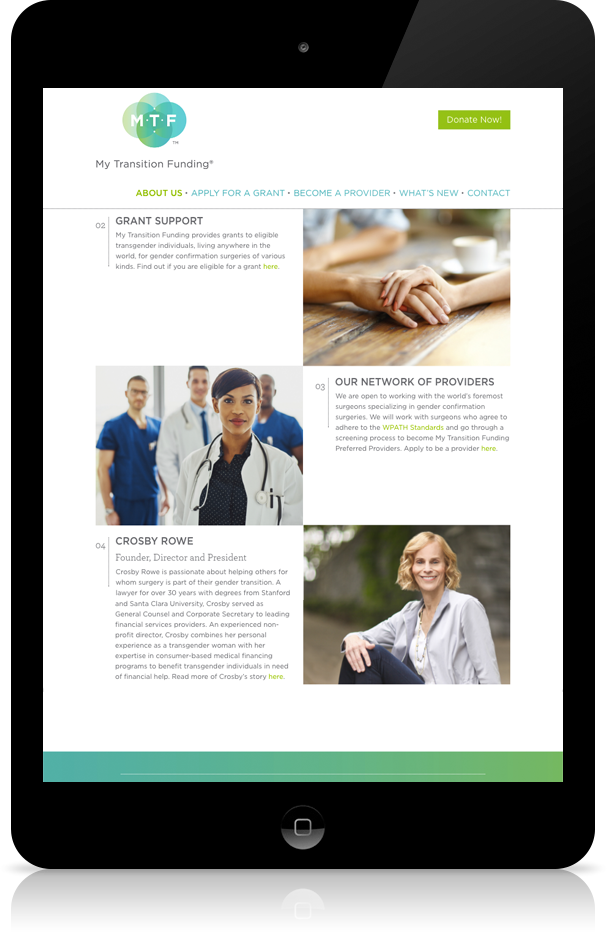 M·T·F
TM
Donate Now!
My Transition Funding®
ABOUT US • APPLY FOR A GRANT • BECOME A PROVIDER • WHAT'S NEW • CONTACT
02
GRANT SUPPORT
My Transition Funding provides grants to eligible
transgender individuals, living anywhere in the
world, for gender confirmation surgeries of various
kinds. Find out if you are eligible for a grant here.
03
OUR NETWORK OF PROVIDERS
We are open to working with the world's foremost
surgeons specializing in gender confirmation
surgeries. We will work with surgeons who agree to
adhere to the WPATH Standards and go through a
screening process to become My Transition Funding
Preferred Providers. Apply to be a provider here.
04
CROSBY ROWE
Founder, Director and President
Crosby Rowe is passionate about helping others for
whom surgery is part of their gender transition. A
lawyer for over 30 years with degrees from Stanford
and Santa Clara University, Crosby served as
General Counsel and Corporate Secretary to leading
financial services providers. An experienced non-
profit director, Crosby combines her personal
experience as a transgender woman with her
expertise in consumer-based medical financing
programs to benefit transgender individuals in need
of financial help. Read more of Crosby's story here.